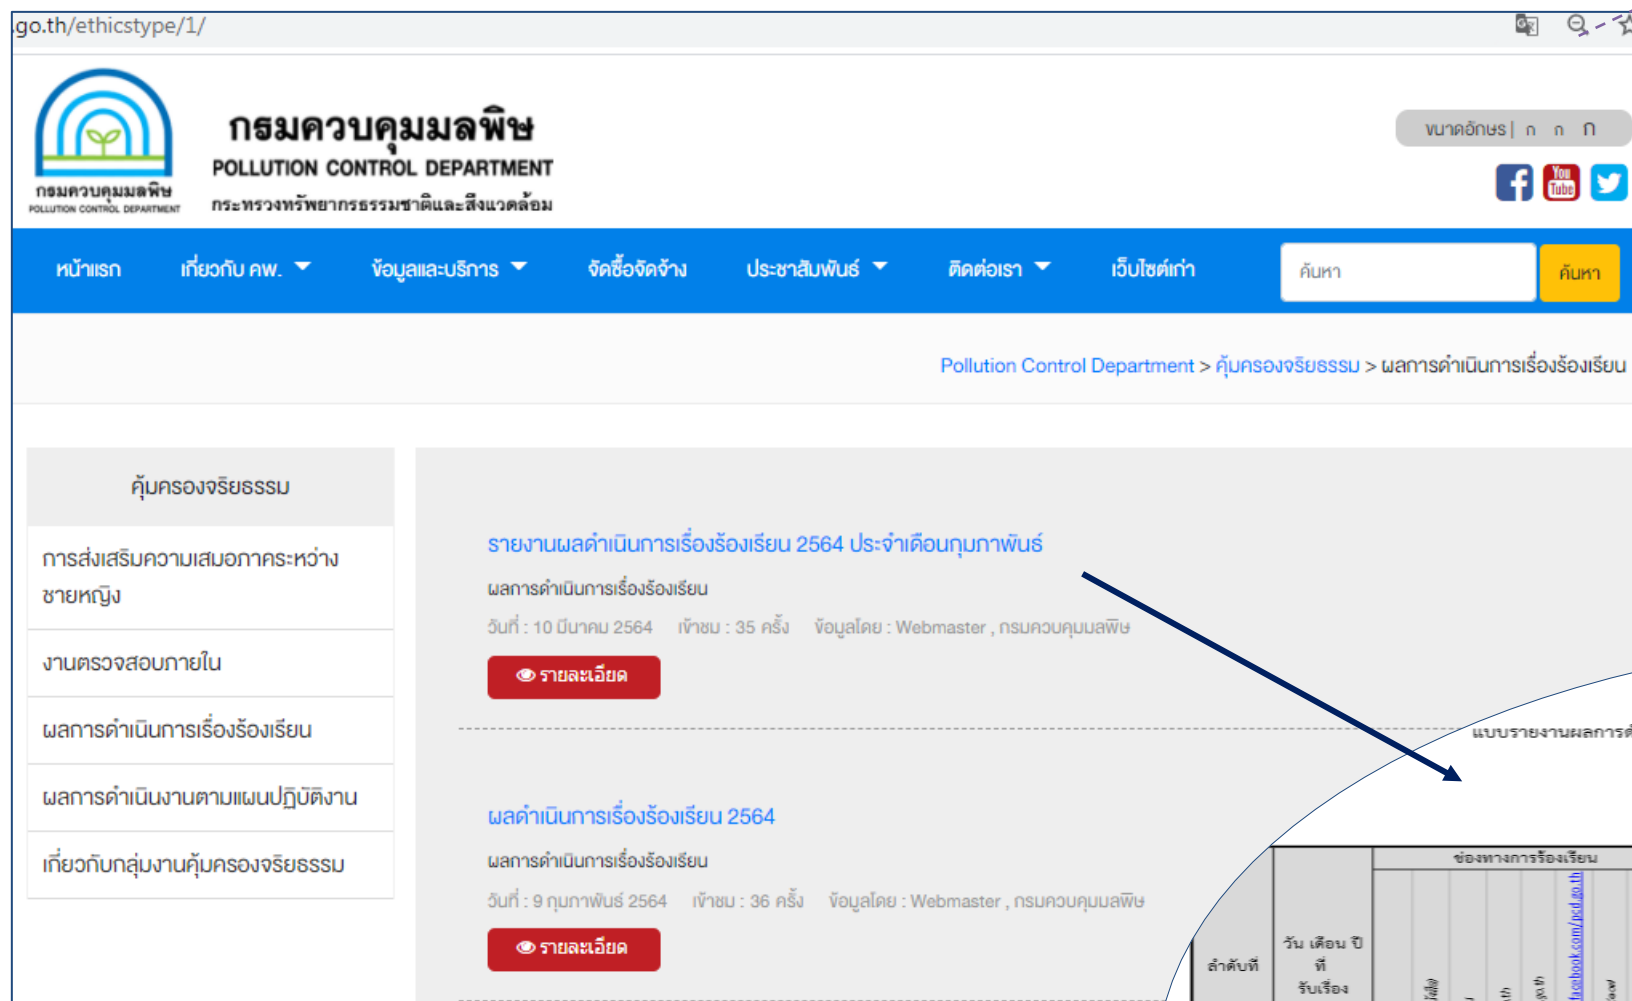 .go.th/ethicstype/1/
กรมควบคุมมลพิษ
POLLUTION CONTROL DEPARTMENT
กระทรวงทรัพยากรธรรมชาติและสิ่งแวดล้อม
กรมควบคุมมลพิษ
POLLUTION CONTROL DEPARTMENT
ขนาดอักษร| ก ก ก
You
Tube
หน้าแรก เกี่ยวกับ คพ. ข้อมูลและบริการ จัดซื้อจัดจ้าง ประชาสัมพันธ์ ติดต่อเรา เว็บไซต์เก่า ค้นหา ค้นหา
Pollution Control Department > คุ้มครองจริยธรรม > ผลการดำเนินการเรื่องร้องเรียน
คุ้มครองจริยธรรม
การส่งเสริมความเสมอภาคระหว่าง
ชายหญิง
งานตรวจสอบภายใน
ผลการดำเนินการเรื่องร้องเรียน
ผลการดำเนินงานตามแผนปฏิบัติงาน
เกี่ยวกับกลุ่มงานคุ้มครองจริยธรรม
รายงานผลดำเนินการเรื่องร้องเรียน 2564 ประจำเดือนกุมภาพันธ์
ผลการดำเนินการเรื่องร้องเรียน
วันที่ : 10 มีนาคม 2564 เข้าชม : 35 ครั้ง ข้อมูลโดย : Webmaster , กรมควบคุมมลพิษ
รายละเอียด
ผลดำเนินการเรื่องร้องเรียน 2564
ผลการดำเนินการเรื่องร้องเรียน
วันที่ : 9 กุมภาพันธ์ 2564 เข้าชม : 36 ครั้ง ข้อมูลโดย : Webmaster , กรมควบคุมมลพิษ
รายละเอียด
แบบรายงานผลการดำ
ช่องทางการร้องเรียน
ลำดับที่
วัน เดือน ปี
ที่
รับเรื่อง
facebook.com/pcd.go.th